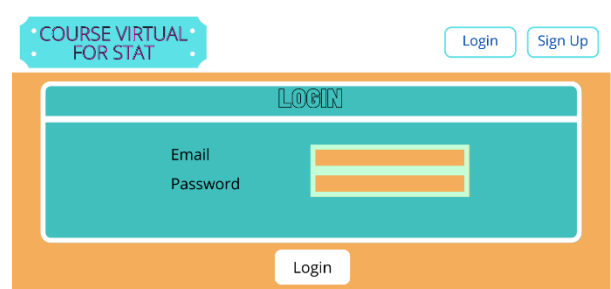 COURSE VIRTUAL
FOR STAT
Login
Sign Up
LOGIN
Email
Password
Login